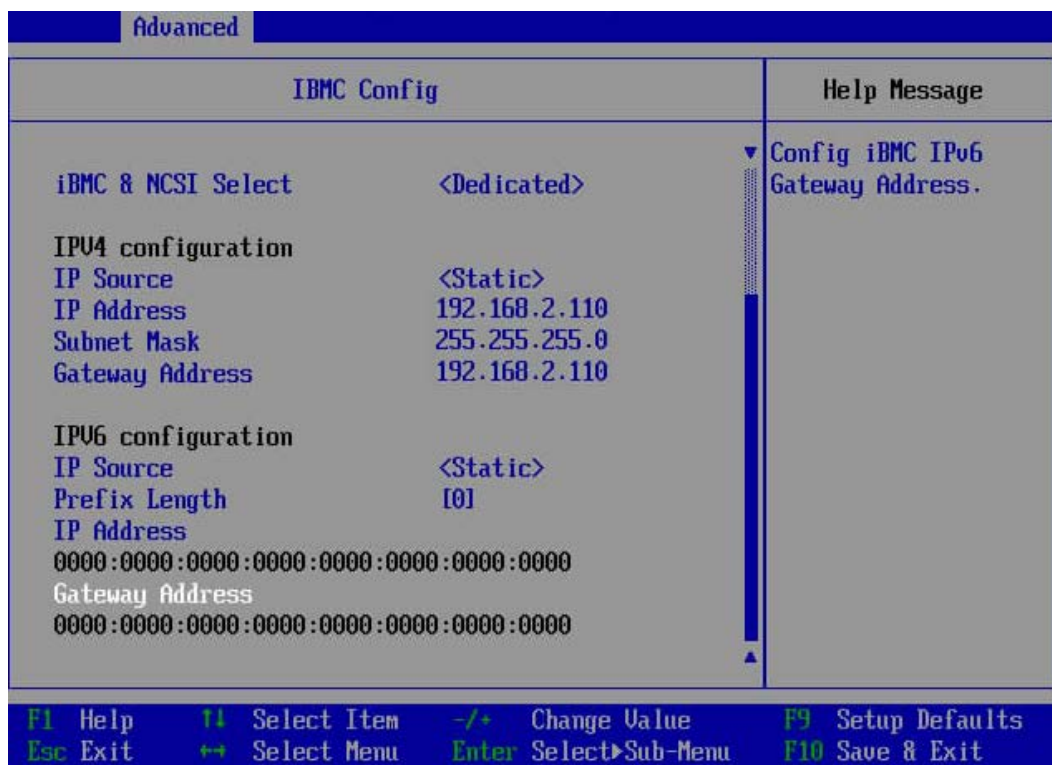 Advanced
IBMC Config
Help Message
Config iBMC IPv6
Gateway Address.
iBMC & NCSI Select <Dedicated>
IPV4 configuration
IP Source <Static>
IP Address 192.168.2.110
Subnet Mask 255.255.255.0
Gateway Address 192.168.2.110
IPV6 configuration
IP Source <Static>
Prefix Length [0]
IP Address
0000:0000:0000:0000:0000:0000:0000:0000
Gateway Address
0000:0000:0000:0000:0000:0000:0000:0000
F1 Help ↑↓ Select Item -/+ Change Value F9 Setup Defaults
Esc Exit ←→ Select Menu Enter Select▶Sub-Menu F10 Save & Exit